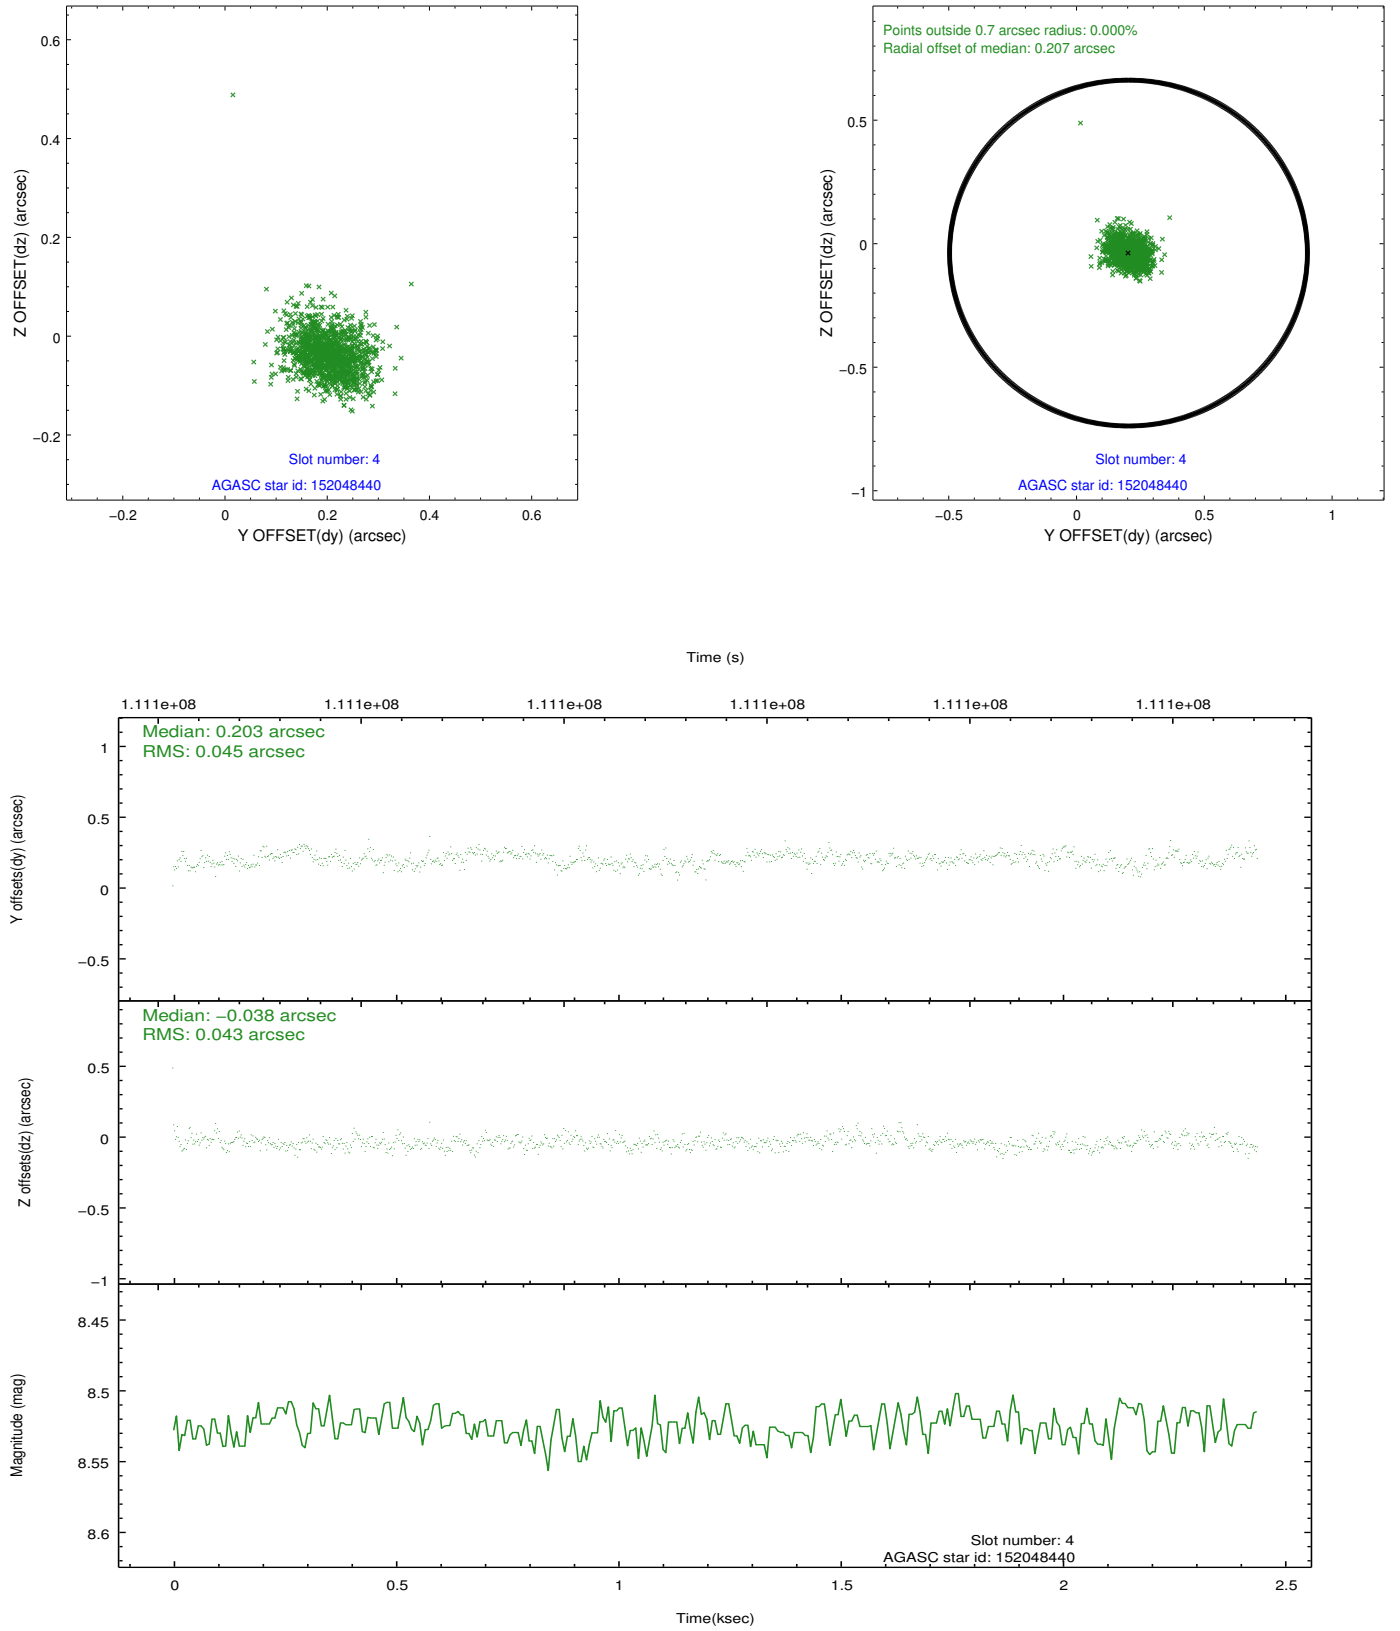 0.6
0.4
0.2
0
−0.2
Z OFFSET(dz) (arcsec)
Slot number: 4
AGASC star id: 152048440
−0.2 0 0.2 0.4 0.6
Y OFFSET(dy) (arcsec)
Points outside 0.7 arcsec radius: 0.000%
Radial offset of median: 0.207 arcsec
0.5
0
−0.5
−1
Z OFFSET(dz) (arcsec)
Slot number: 4
AGASC star id: 152048440
−0.5 0 0.5 1
Y OFFSET(dy) (arcsec)
Time (s)
1.111e+08 1.111e+08 1.111e+08 1.111e+08 1.111e+08 1.111e+08
Median: 0.203 arcsec
RMS: 0.045 arcsec
1
0.5
0
−0.5
Y offsets(dy) (arcsec)
Median: −0.038 arcsec
RMS: 0.043 arcsec
0.5
0
−0.5
−1
Z offsets(dz) (arcsec)
8.45
8.5
8.55
8.6
Magnitude (mag)
Slot number: 4
AGASC star id: 152048440
0 0.5 1 1.5 2 2.5
Time(ksec)